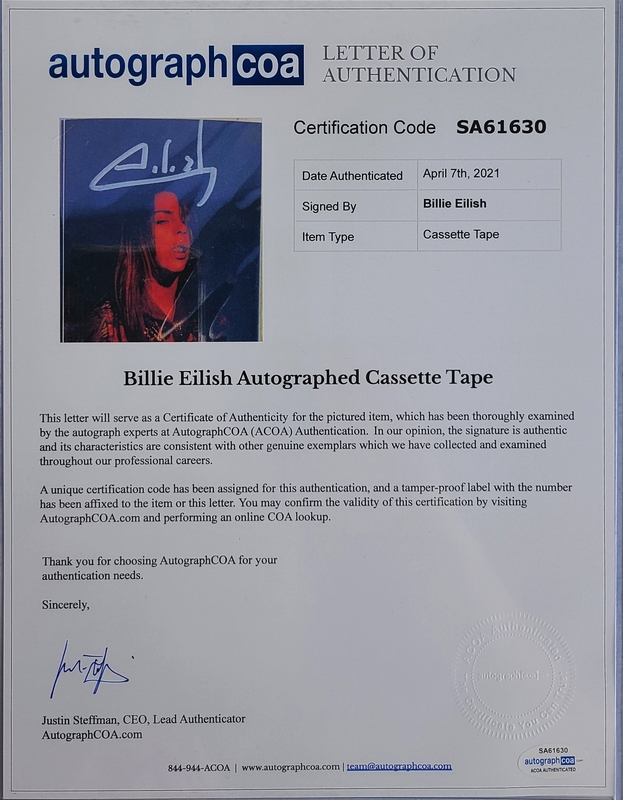 autographcoa LETTER OF
AUTHENTICATION
Certification Code SA61630
Date Authenticated April 7th, 2021
Signed By Billie Eilish
Item Type Cassette Tape
Billie Eilish Autographed Cassette Tape
This letter will serve as a Certificate of Authenticity for the pictured item, which has been thoroughly examined
by the autograph experts at AutographCOA (ACOA) Authentication. In our opinion, the signature is authentic
and its characteristics are consistent with other genuine exemplars which we have collected and examined
throughout our professional careers.
A unique certification code has been assigned for this authentication, and a tamper-proof label with the number
has been affixed to the item or this letter. You may confirm the validity of this certification by visiting
AutographCOA.com and performing an online COA lookup.
Thank you for choosing AutographCOA for your
authentication needs.
Sincerely,
Justin Steffman, CEO, Lead Authenticator
AutographCOA.com
844-944-ACOA | www.autographcoa.com | team@autographcoa.com
autographcoa
SA61630
autographcoa
ACOA AUTHENTICATED